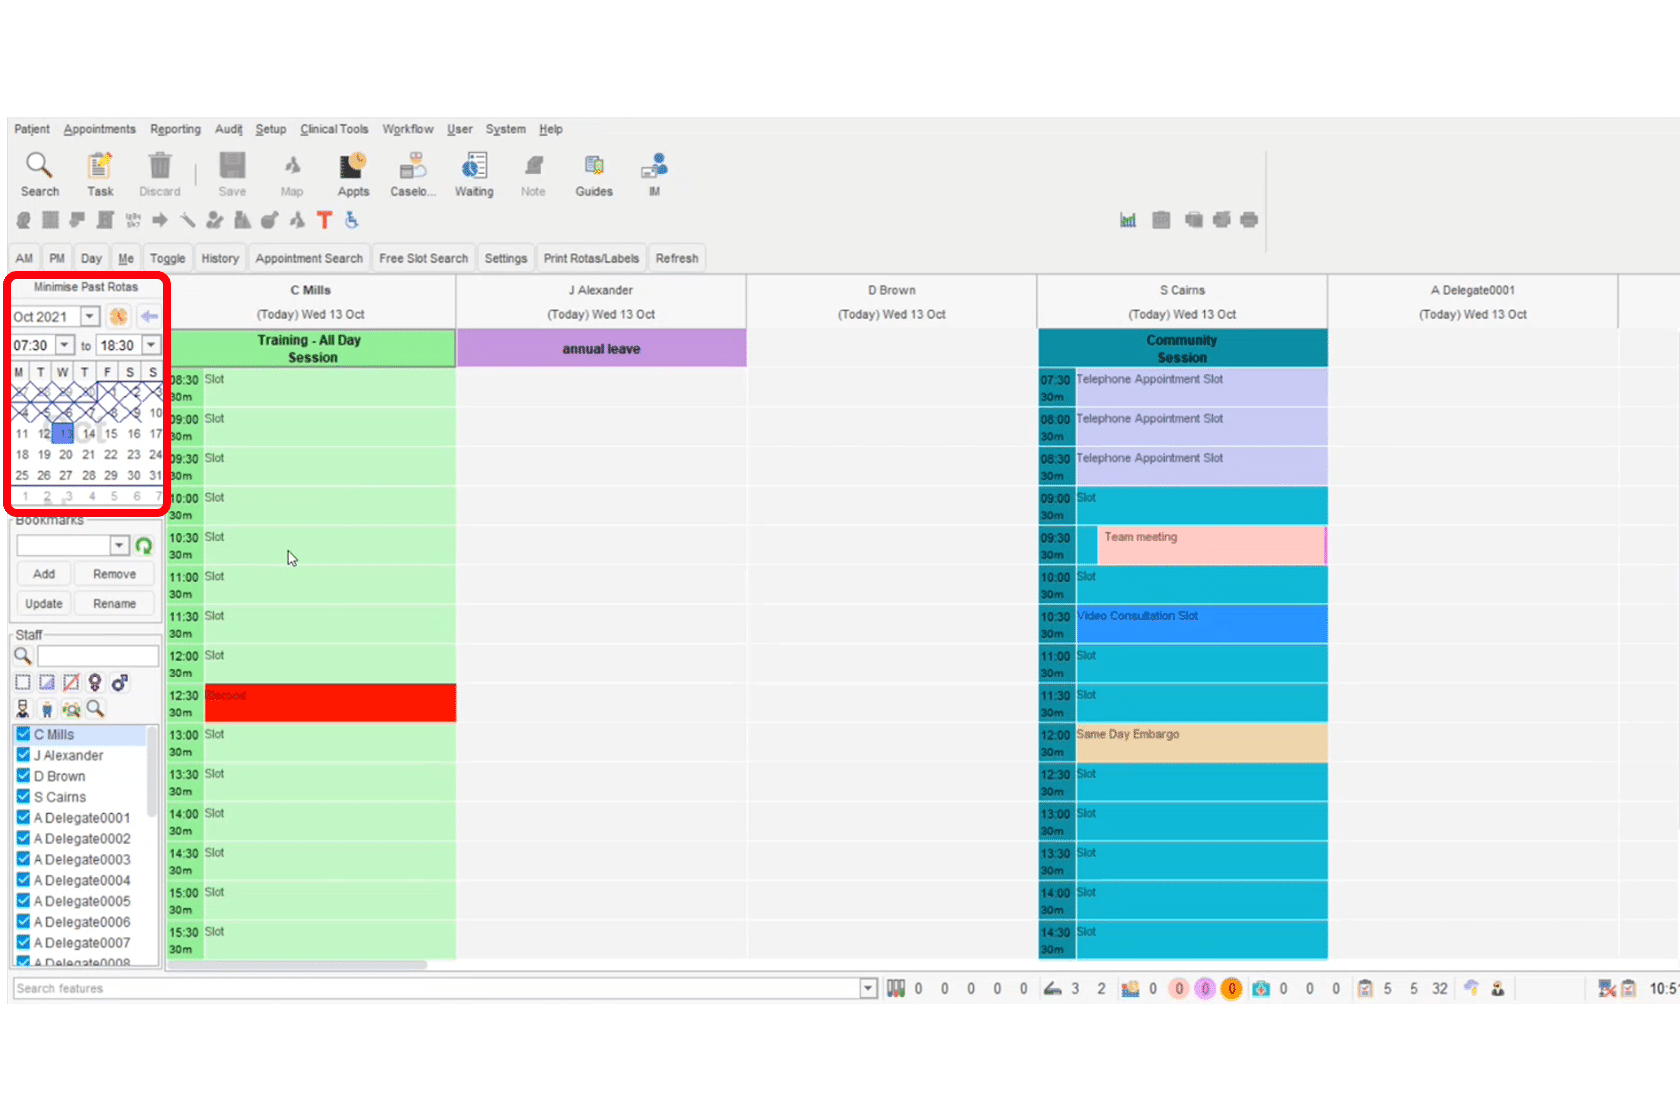 Patient Appointments Reporting Audit Setup Clinical Tools Workflow User System Help
Search Task Discard Save Map Appts Caselo... Waiting Note Guides IM
AM PM Day Me Toggle History Appointment Search Free Slot Search Settings Print Rotas/Labels Refresh
Minimise Past Rotas
Oct 2021
07:30 to 18:30
M T W T F S S
4 5 6 7 8 9 10
11 12 13 14 15 16 17
18 19 20 21 22 23 24
25 26 27 28 29 30 31
1 2 3 4 5 6 7
Bookmarks
Add Remove
Update Rename
Staff
C Mills
J Alexander
D Brown
S Cairns
A Delegate0001
A Delegate0002
A Delegate0003
A Delegate0004
A Delegate0005
A Delegate0006
A Delegate0007
A Delegate0008
C Mills
(Today) Wed 13 Oct
Training - All Day
Session
08:30 Slot
30m
09:00 Slot
30m
09:30 Slot
30m
10:00 Slot
30m
10:30 Slot
30m
11:00 Slot
30m
11:30 Slot
30m
12:00 Slot
30m
12:30
30m
13:00 Slot
30m
13:30 Slot
30m
14:00 Slot
30m
14:30 Slot
30m
15:00 Slot
30m
15:30 Slot
30m
J Alexander
(Today) Wed 13 Oct
annual leave
D Brown
(Today) Wed 13 Oct
S Cairns
(Today) Wed 13 Oct
Community
Session
07:30 Telephone Appointment Slot
30m
08:00 Telephone Appointment Slot
30m
08:30 Telephone Appointment Slot
30m
09:00 Slot
30m
09:30 Team meeting
30m
10:00 Slot
30m
10:30 Video Consultation Slot
30m
11:00 Slot
30m
11:30 Slot
30m
12:00 Same Day Embargo
30m
12:30 Slot
30m
13:00 Slot
30m
13:30 Slot
30m
14:00 Slot
30m
14:30 Slot
30m
A Delegate0001
(Today) Wed 13 Oct
Search features
0 0 0 0 0 3 2 0 0 0 0 0 0 0 5 5 32 10:51